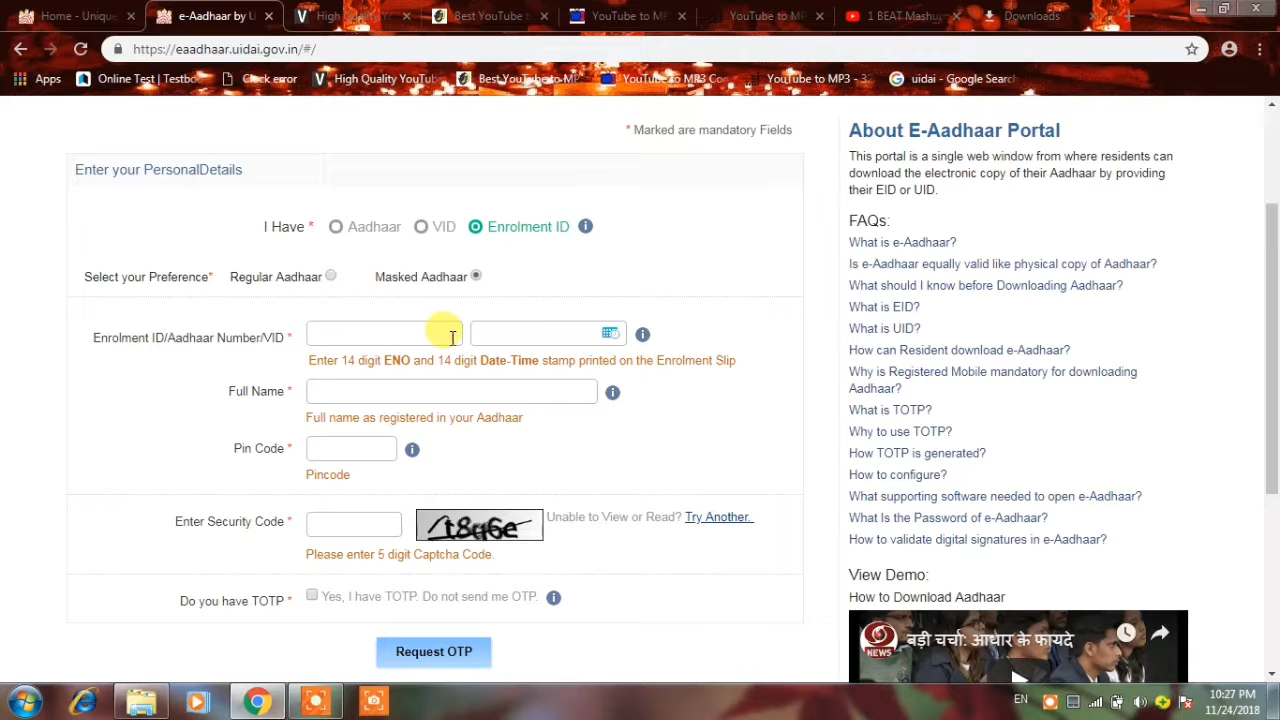 Home - Unique
e-Aadhaar by U
High Quality Y
Best YouTube t
YouTube to MP
YouTube to MP
1 BEAT Mashu
Downloads
https://eaadhaar.uidai.gov.in/#/
Apps
Online Test | Testbo
Clock error
High Quality YouTub
Best YouTube to MP
YouTube to MP3 Con
YouTube to MP3 - 32
uidai - Google Search
* Marked are mandatory Fields
Enter your PersonalDetails
I Have * Aadhaar VID Enrolment ID
Select your Preference* Regular Aadhaar Masked Aadhaar
Enrolment ID/Aadhaar Number/VID *
Enter 14 digit ENO and 14 digit Date-Time stamp printed on the Enrolment Slip
Full Name *
Full name as registered in your Aadhaar
Pin Code *
Pincode
Enter Security Code *
Unable to View or Read? Try Another.
Please enter 5 digit Captcha Code.
Do you have TOTP * Yes, I have TOTP. Do not send me OTP.
Request OTP
About E-Aadhaar Portal
This portal is a single web window from where residents can
download the electronic copy of their Aadhaar by providing
their EID or UID.
FAQs:
What is e-Aadhaar?
Is e-Aadhaar equally valid like physical copy of Aadhaar?
What should I know before Downloading Aadhaar?
What is EID?
What is UID?
How can Resident download e-Aadhaar?
Why is Registered Mobile mandatory for downloading
Aadhaar?
What is TOTP?
Why to use TOTP?
How TOTP is generated?
How to configure?
What supporting software needed to open e-Aadhaar?
What Is the Password of e-Aadhaar?
How to validate digital signatures in e-Aadhaar?
View Demo:
How to Download Aadhaar
NEWS
बड़ी चर्चा: आधार के फायदे
EN
10:27 PM
11/24/2018